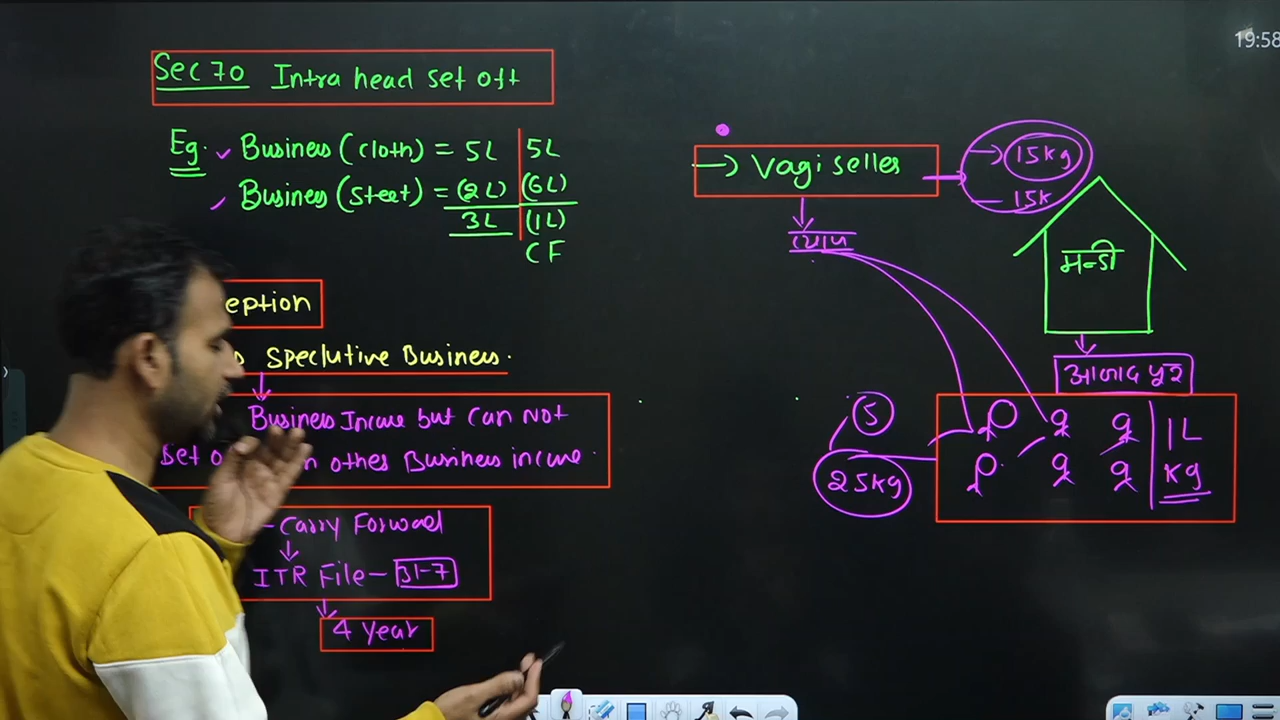 19:58
Sec 70 Intra head set off
Eg. Business (cloth) = 5L 5L
Business (Steet) = (2L) (6L)
3L (1L)
CF
eption
s Speclutive Business.
Business Income but Can Not
Set o n other Business income.
- Carry Forward
ITR File- 31-7
4 Year
→ Vagi seller
→ 15kg
- 15k
मन्डी
आजाद पुर
5
25kg
1L
kg